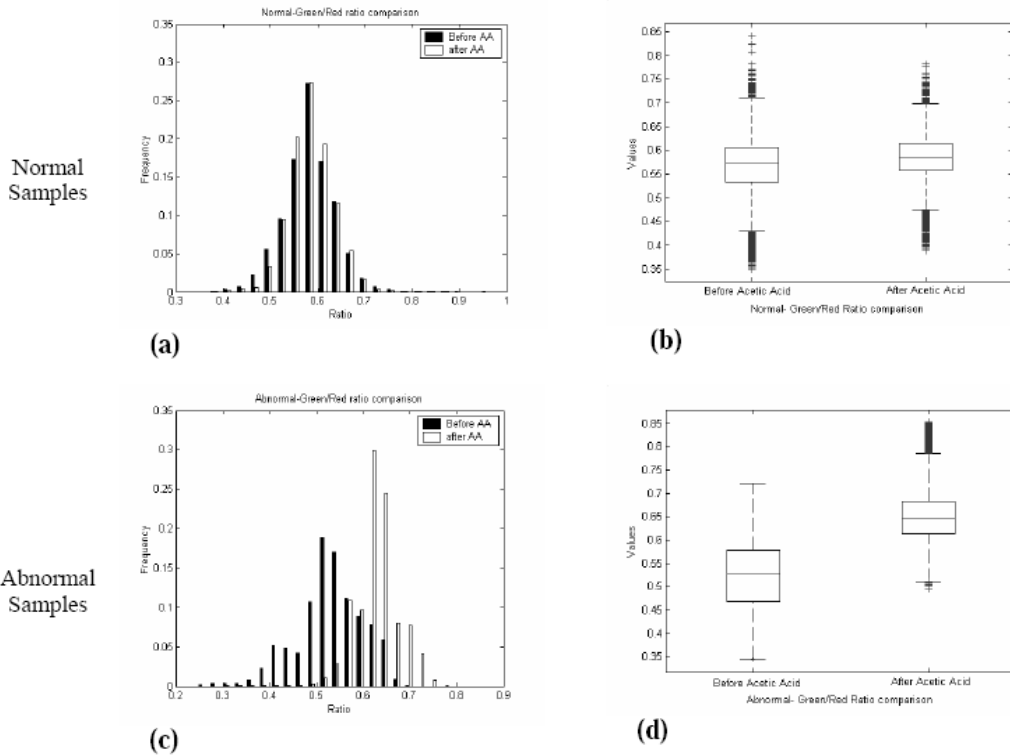 Normal-Green/Red ratio comparison
0.35
0.3
0.25
0.2
0.15
0.1
0.05
0
Frequency
Before AA
after AA
0.3 0.4 0.5 0.6 0.7 0.8 0.9 1
Ratio
Normal
Samples
(a)
0.85
0.8
0.75
0.7
0.65
0.6
0.55
0.5
0.45
0.4
0.35
Values
Before Acetic Acid After Acetic Acid
Normal- Green/Red Ratio comparison
(b)
Abnormal-Green/Red ratio comparison
0.35
0.3
0.25
0.2
0.15
0.1
0.05
0
Frequency
Before AA
after AA
0.2 0.3 0.4 0.5 0.6 0.7 0.8 0.9
Ratio
Abnormal
Samples
(c)
0.85
0.8
0.75
0.7
0.65
0.6
0.55
0.5
0.45
0.4
0.35
Values
Before Acetic Acid After Acetic Acid
Abnormal- Green/Red Ratio comparison
(d)